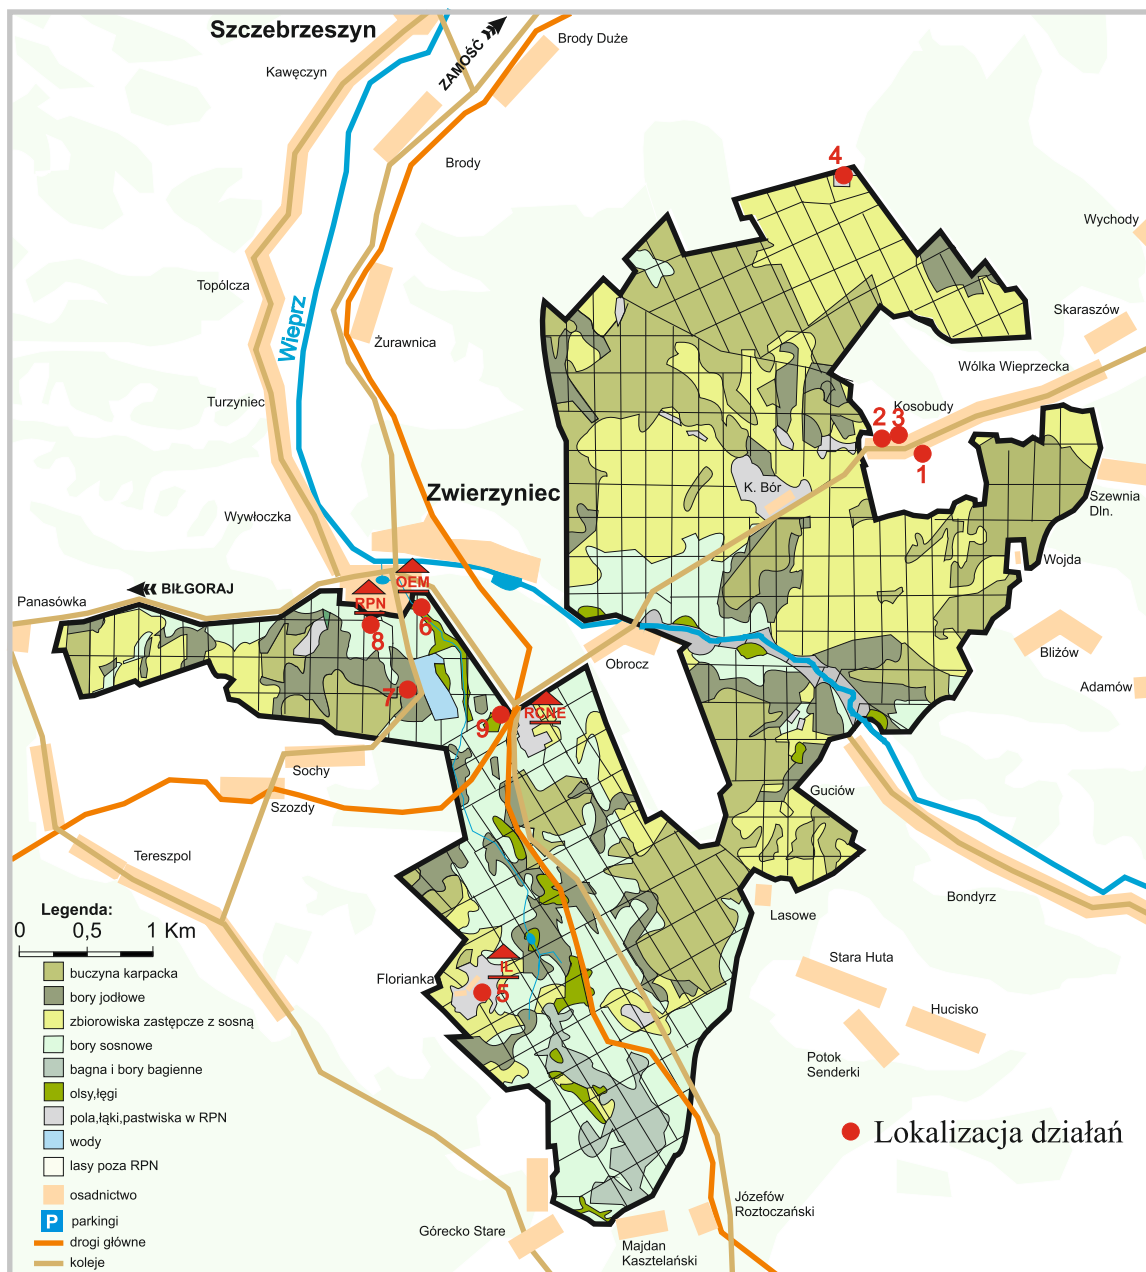 Szczebrzeszyn
Brody Duże
Kawęczyn
ZAMOŚĆ
Brody
4
Wychody
Topólcza
Wieprz
Skaraszów
Żurawnica
Wólka Wieprzecka
Turzyniec
Kosobudy
2
3
1
Zwierzyniec
K. Bór
Szewnia
Dln.
Wywłoczka
Wojda
OEM
BIŁGORAJ
Panasówka
RPN
6
8
Obrocz
Bliżów
7
Adamów
RCNE
9
Sochy
Guciów
Szozdy
Tereszpol
Bondyrz
Lasowe
Legenda:
0 0,5 1 Km
Stara Huta
buczyna karpacka
IŁ
Florianka
5
bory jodłowe
Hucisko
zbiorowiska zastępcze z sosną
bory sosnowe
Potok
Senderki
bagna i bory bagienne
olsy,łęgi
pola,łąki,pastwiska w RPN
Lokalizacja działań
wody
lasy poza RPN
osadnictwo
Józefów
Roztoczański
P parkingi
Górecko Stare
drogi główne
Majdan
Kasztelański
koleje